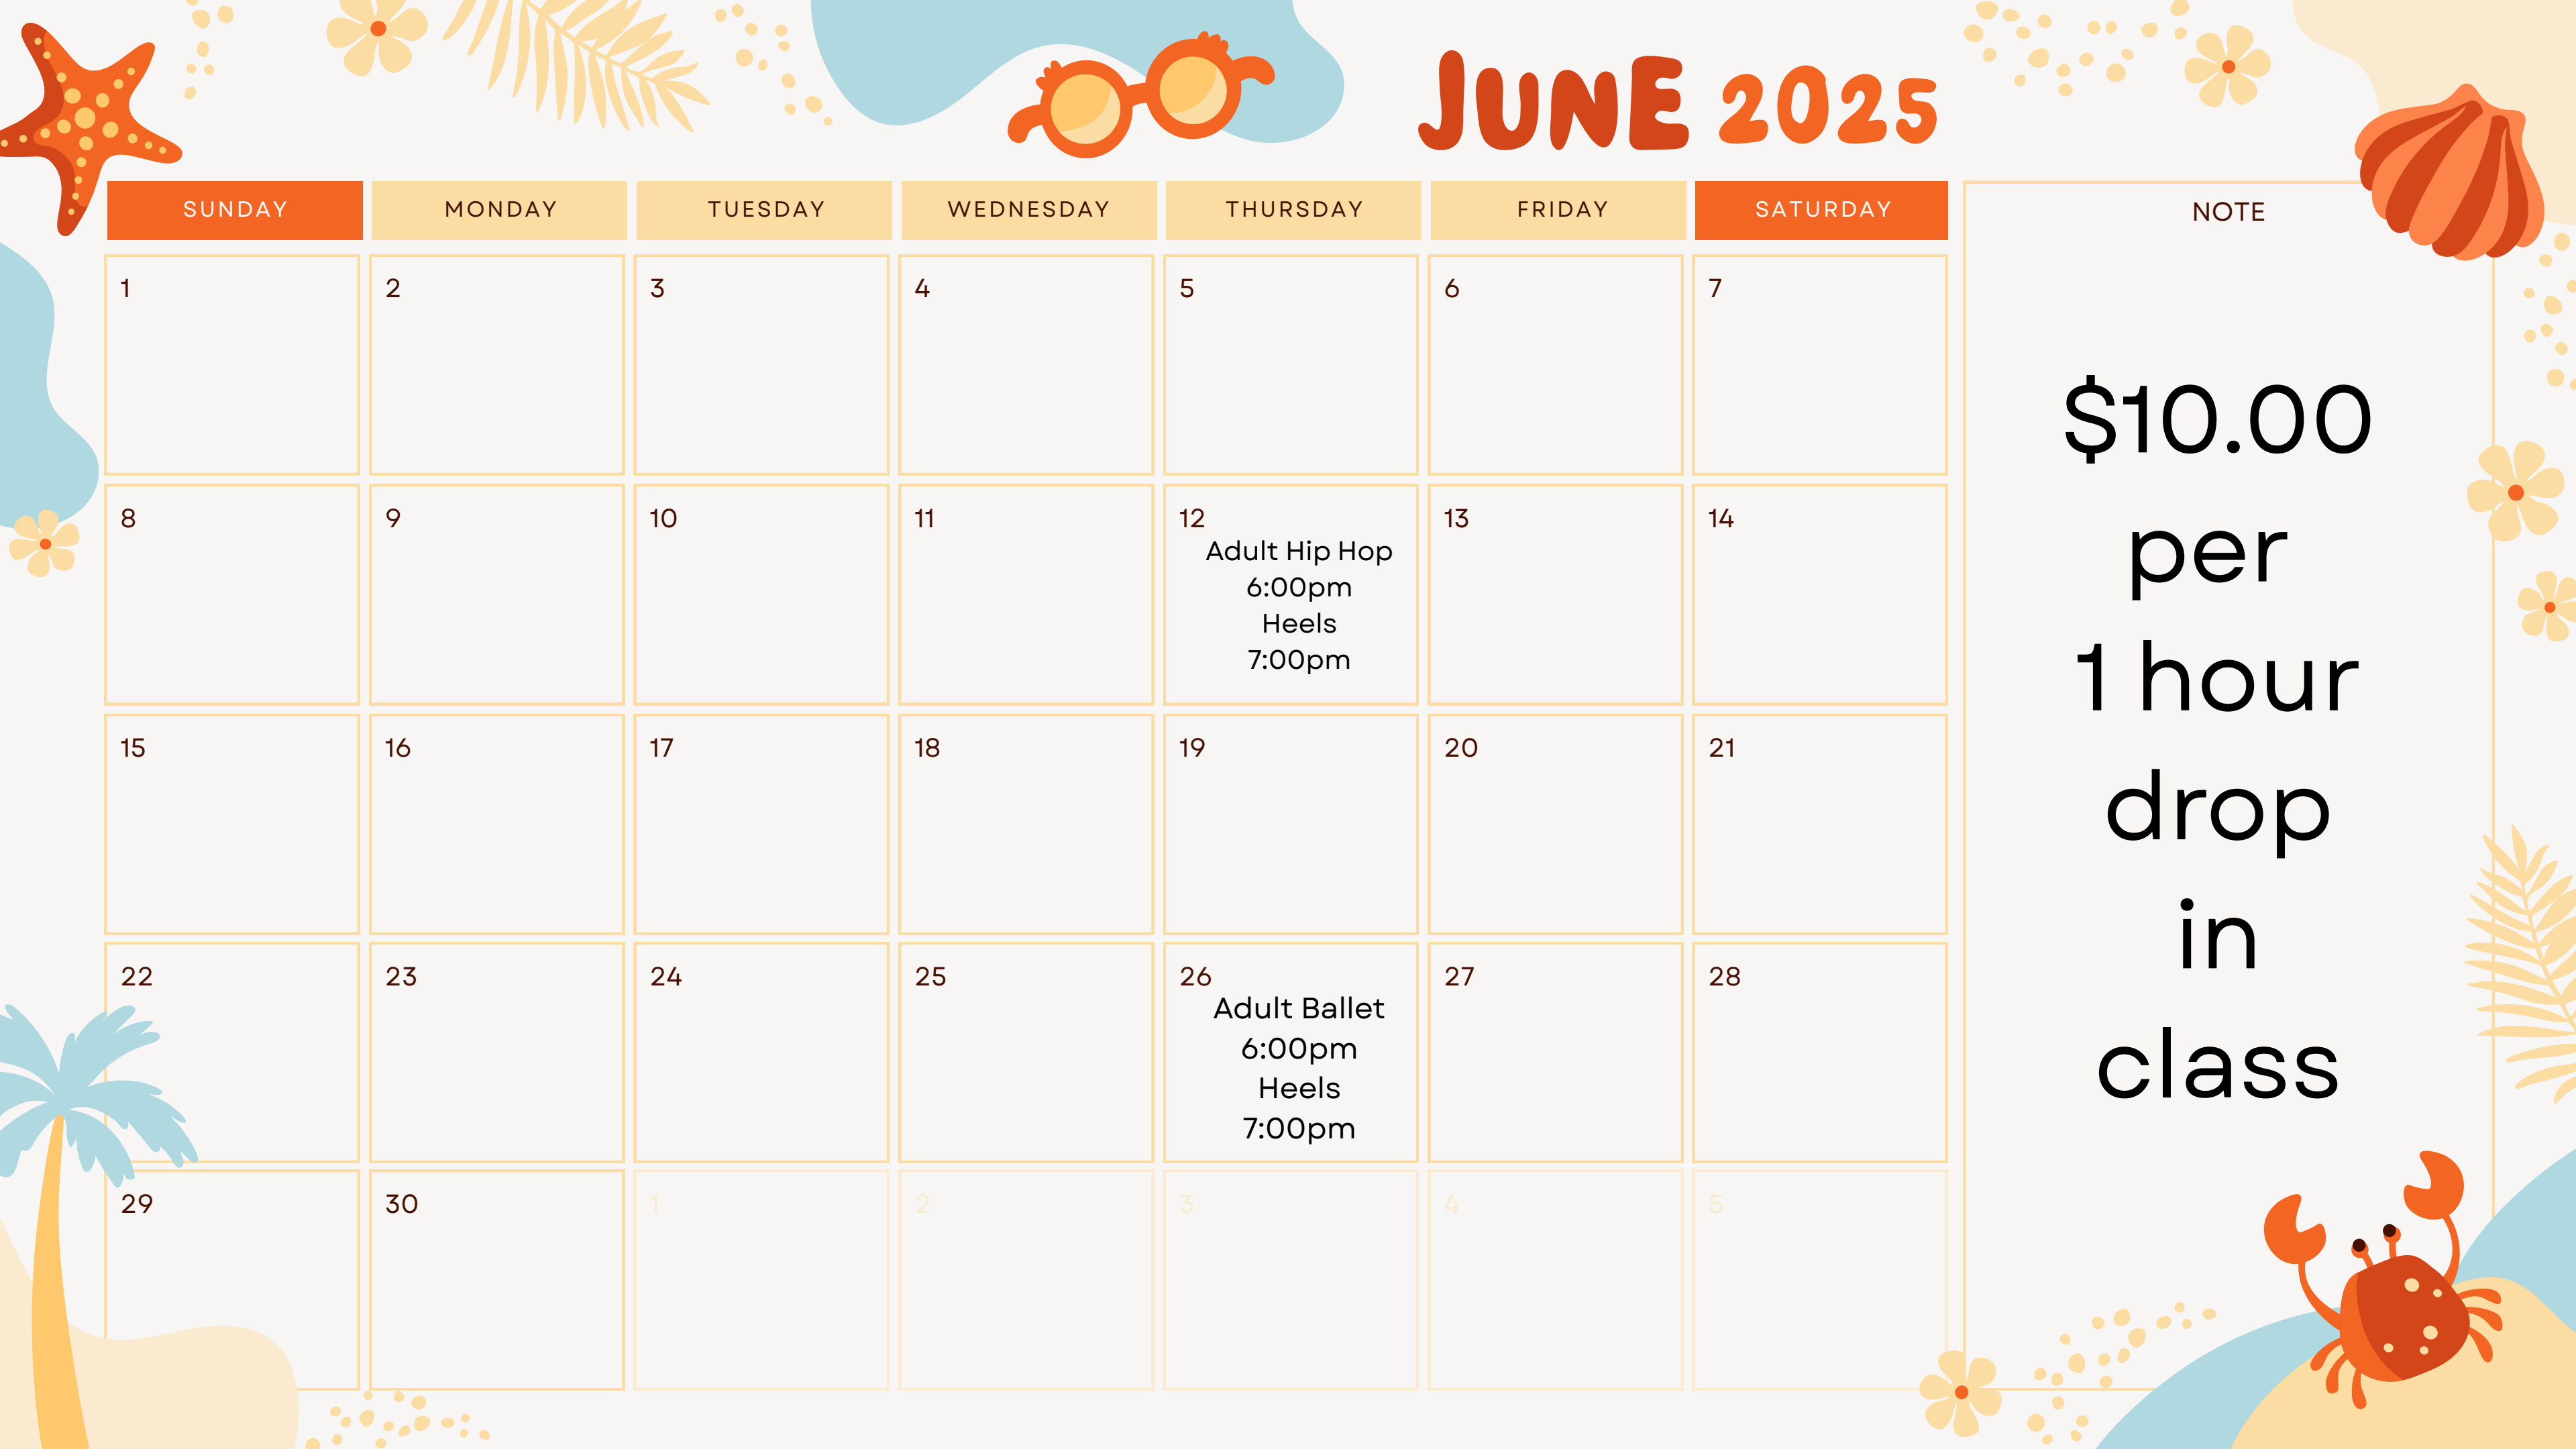 JUNE 2025
SUNDAY MONDAY TUESDAY WEDNESDAY THURSDAY FRIDAY SATURDAY
NOTE
1 2 3 4 5 6 7
8 9 10 11 12 13 14
Adult Hip Hop
6:00pm
Heels
7:00pm
15 16 17 18 19 20 21
22 23 24 25 26 27 28
Adult Ballet
6:00pm
Heels
7:00pm
29 30 1 2 3 4 5
$10.00
per
1 hour
drop
in
class